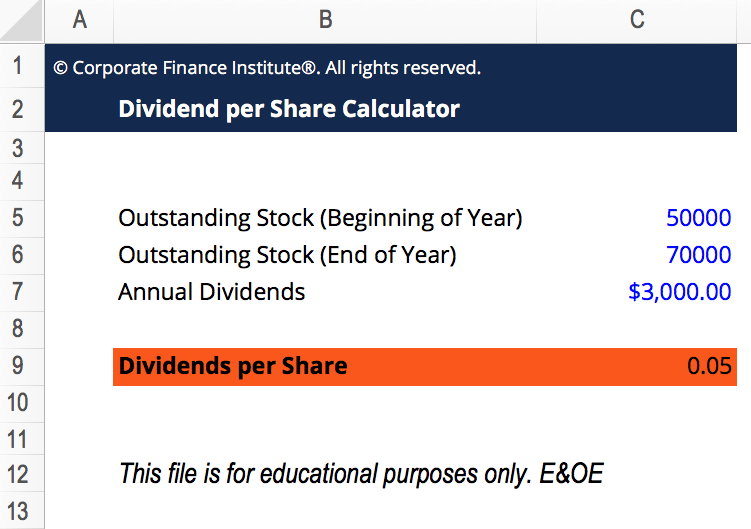 A B C
1 © Corporate Finance Institute®. All rights reserved.
2 Dividend per Share Calculator
3
4
5 Outstanding Stock (Beginning of Year) 50000
6 Outstanding Stock (End of Year) 70000
7 Annual Dividends $3,000.00
8
9 Dividends per Share 0.05
10
11
12 This file is for educational purposes only. E&OE
13